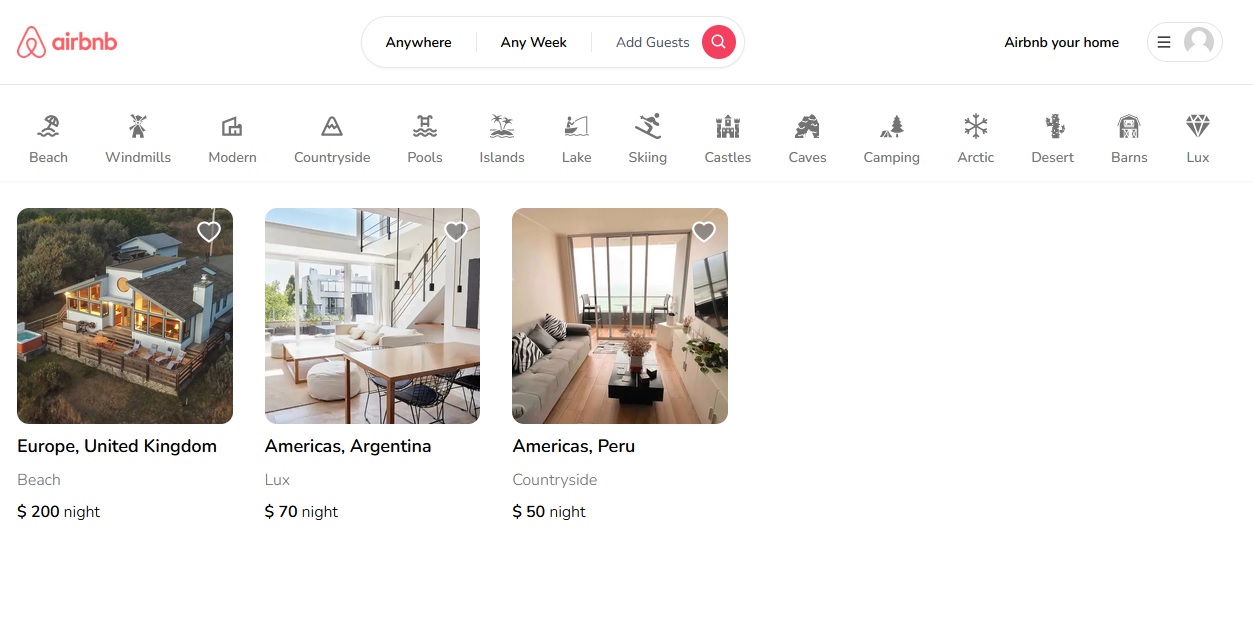 airbnb
Anywhere
Any Week
Add Guests
Airbnb your home
Beach
Windmills
Modern
Countryside
Pools
Islands
Lake
Skiing
Castles
Caves
Camping
Arctic
Desert
Barns
Lux
Europe, United Kingdom
Beach
$ 200 night
Americas, Argentina
Lux
$ 70 night
Americas, Peru
Countryside
$ 50 night